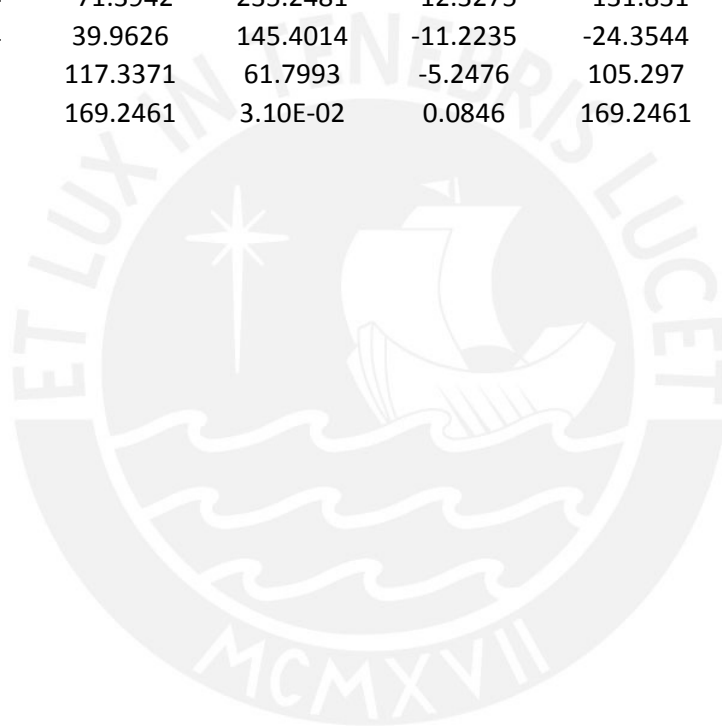 39.9626 145.4014 -11.2235 -24.3544
117.3371 61.7993 -5.2476 105.297
169.2461 3.10E-02 0.0846 169.2461
ET LUX IN TENEBRIS LUCET
MCMXVII